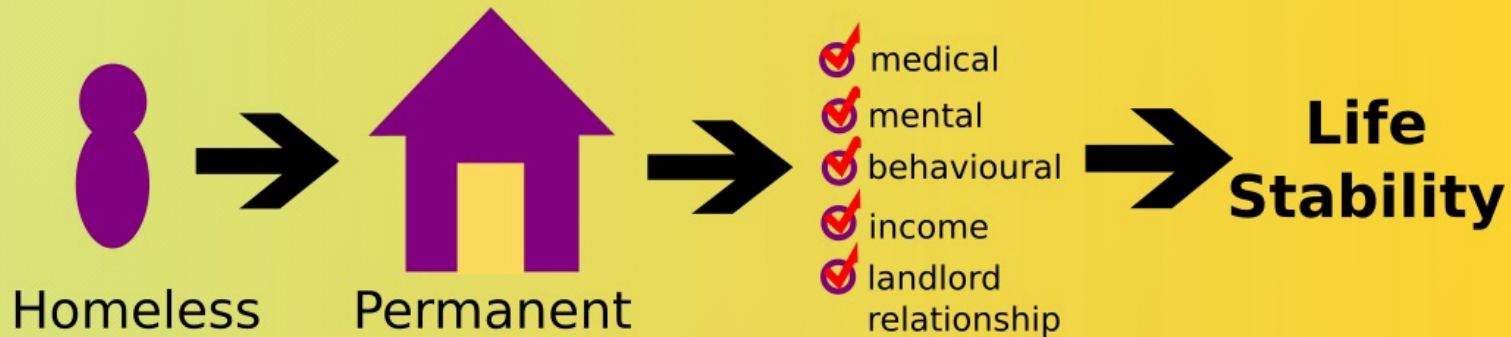 Homeless
Permanent
medical
mental
behavioural
income
landlord
relationship
Life
Stability